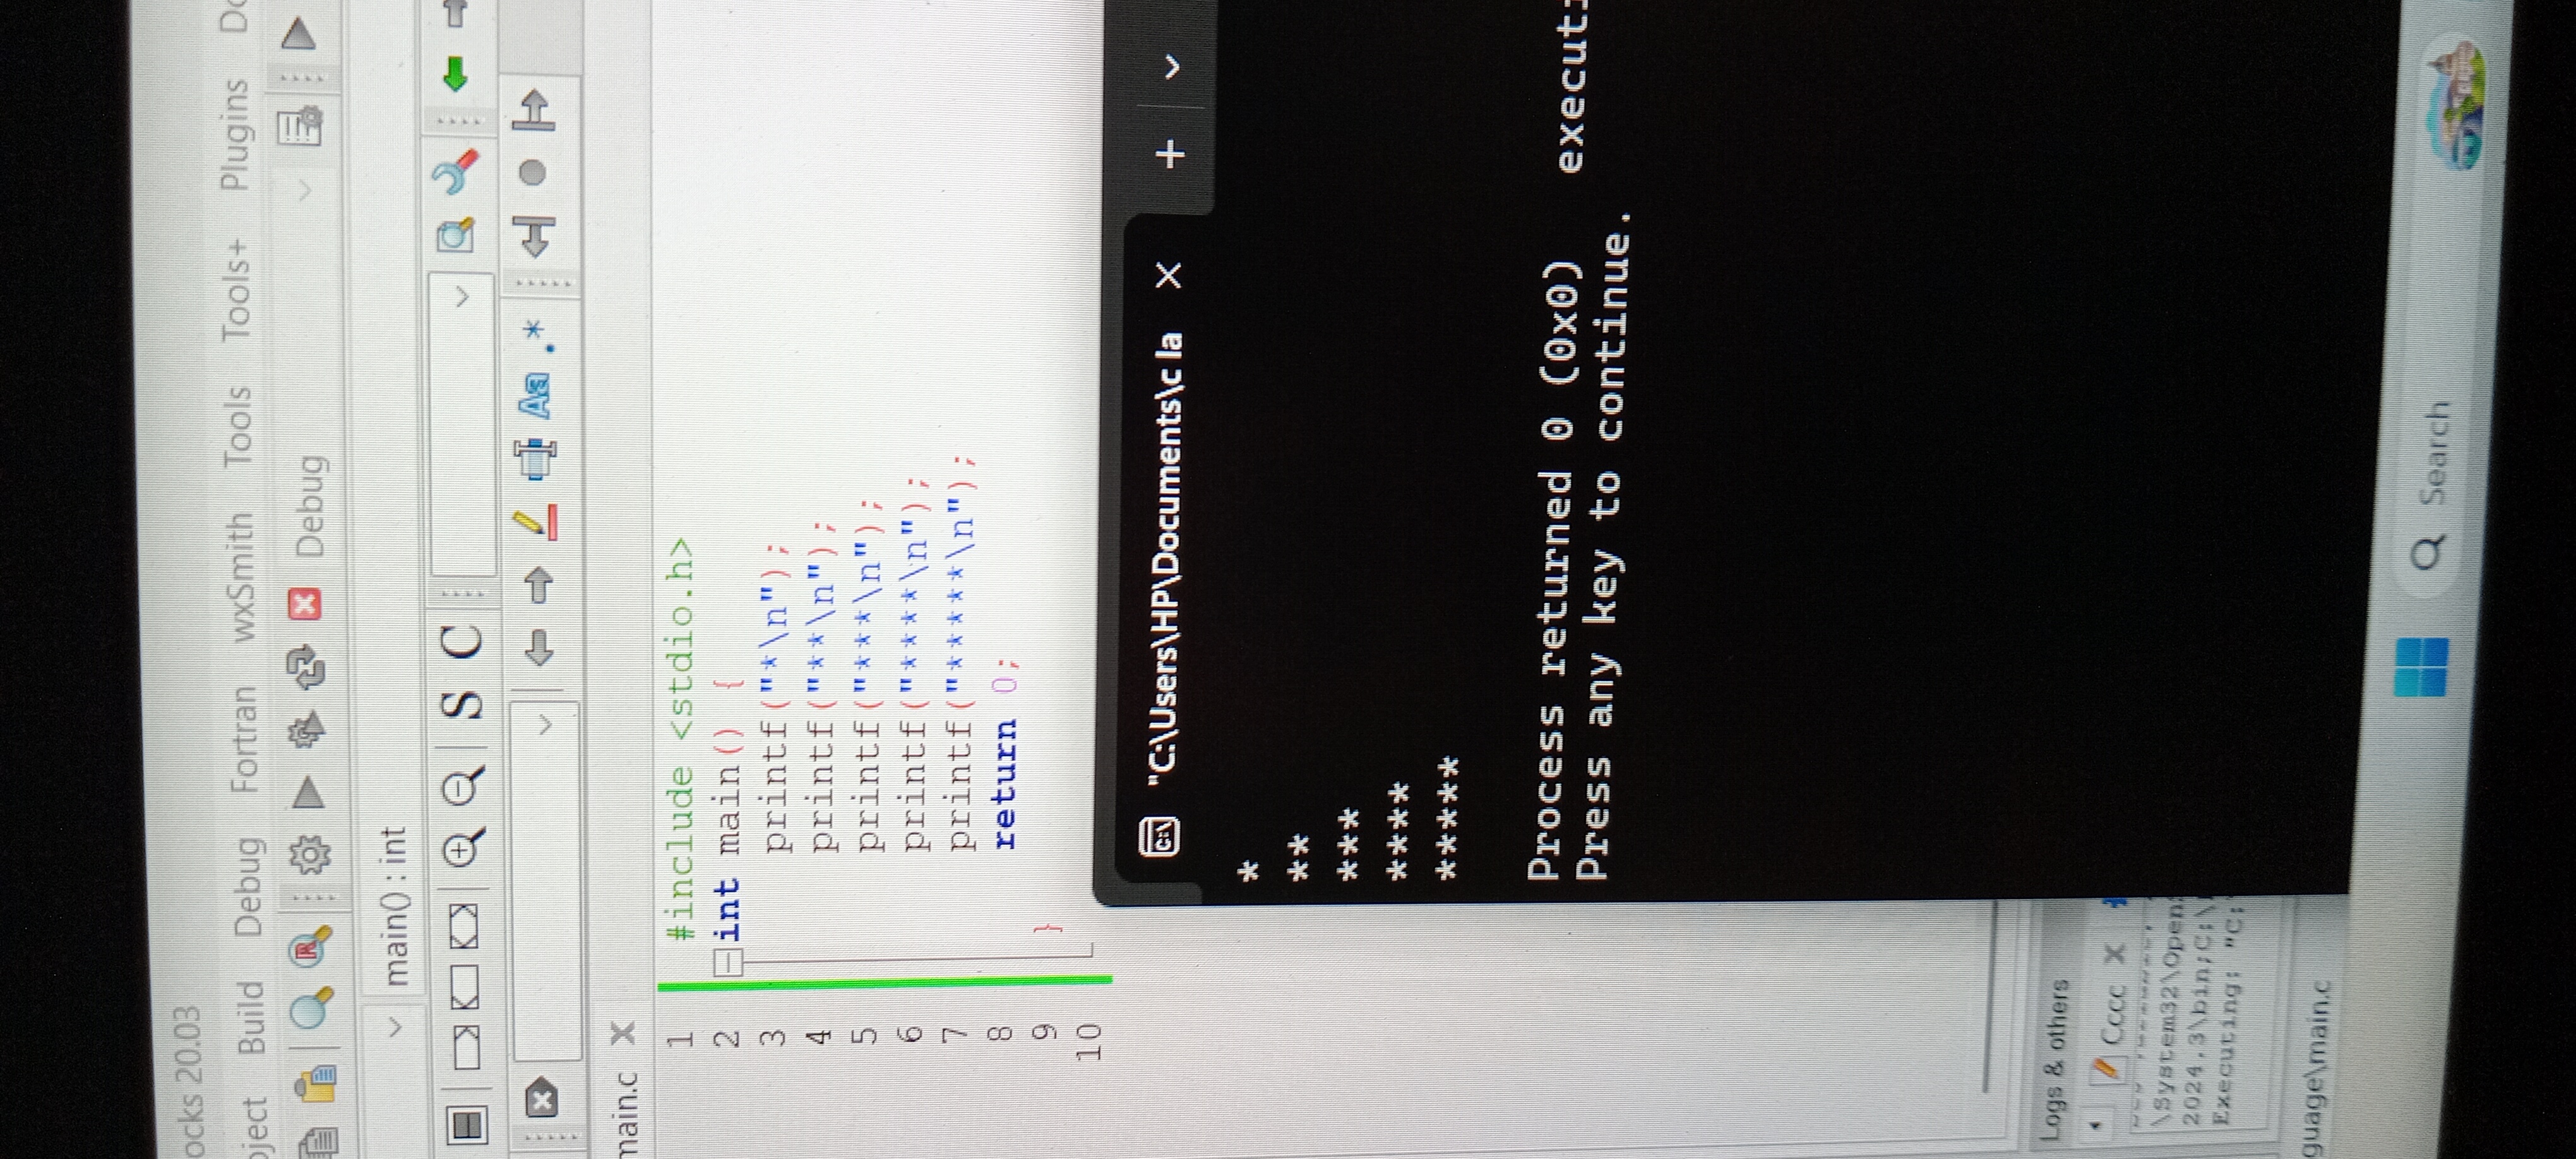 ocks 20.03
oject Build Debug Fortran wxSmith Tools Tools+ Plugins Do
Debug
main() : int
S C
Aa .*
main.c X
1 #include <stdio.h>
2 int main() {
3 printf("*\n");
4 printf("**\n");
5 printf("***\n");
6 printf("****\n");
7 printf("*****\n");
8 return 0;
9 }
10
C:\ "C:\Users\HP\Documents\c la
*
**
***
****
*****
Process returned 0 (0x0) executi
Press any key to continue.
Logs & others
Cccc
\System32\Open
2024.3\bin;C:\
Executing: "C:
guage\main.c
Search